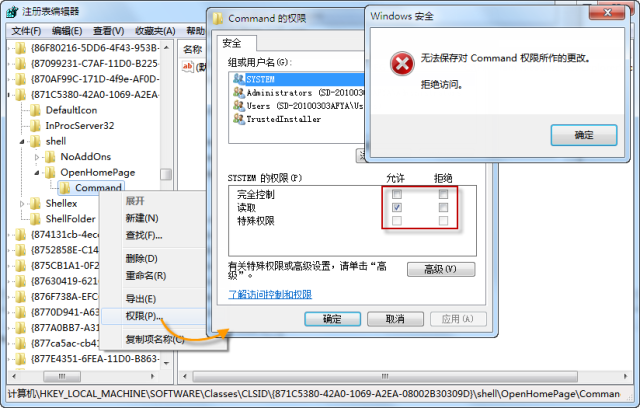 注册表编辑器
文件(F) 编辑(E) 查看(V) 收藏夹(A) 帮助
{86F80216-5DD6-4F43-953B-
{87099231-C7AF-11D0-B225-
{870AF99C-171D-4f9e-AF0D-
{871C5380-42A0-1069-A2EA-
DefaultIcon
InProcServer32
shell
NoAddOns
OpenHomePage
Command
Shellex
ShellFolder
{874131cb-4ecc
{8752858E-C14
{875CB1A1-0F2
{87630419-621
{876F738A-EFC
{8770D941-A63
{877A0BB7-A31
{877ca5ac-cb41
{877E4351-6FEA-11D0-B863-
名称
ab
展开
新建(N)
查找(F)...
删除(D)
重命名(R)
导出(E)
权限(P)...
复制项名称(C)
Command 的权限
安全
组或用户名(G):
SYSTEM
Administrators (SD-20100303AFYA\
Users (SD-20100303AFYA\Us
TrustedInstaller
SYSTEM 的权限(P) 允许 拒绝
完全控制
读取
特殊权限
有关特殊权限或高级设置，请单击“高
级”。
高级(V)
了解访问控制和权限
确定 取消 应用(A)
Windows 安全
无法保存对 Command 权限所作的更改。
拒绝访问。
确定
计算机\HKEY_LOCAL_MACHINE\SOFTWARE\Classes\CLSID\{871C5380-42A0-1069-A2EA-08002B30309D}\shell\OpenHomePage\Comman